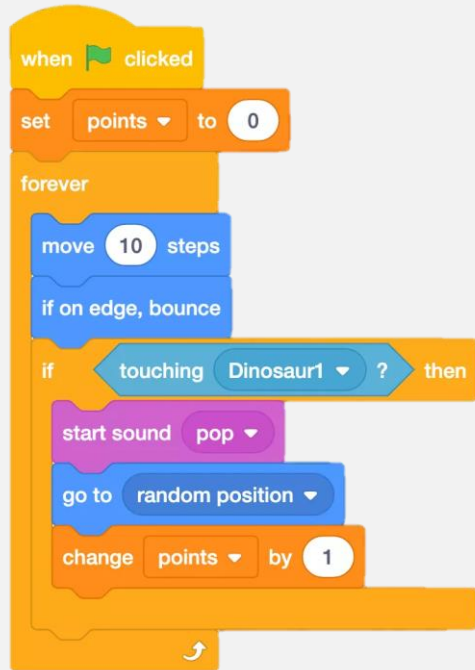 when clicked
set points to 0
forever
move 10 steps
if on edge, bounce
if touching Dinosaur1 ? then
start sound pop
go to random position
change points by 1